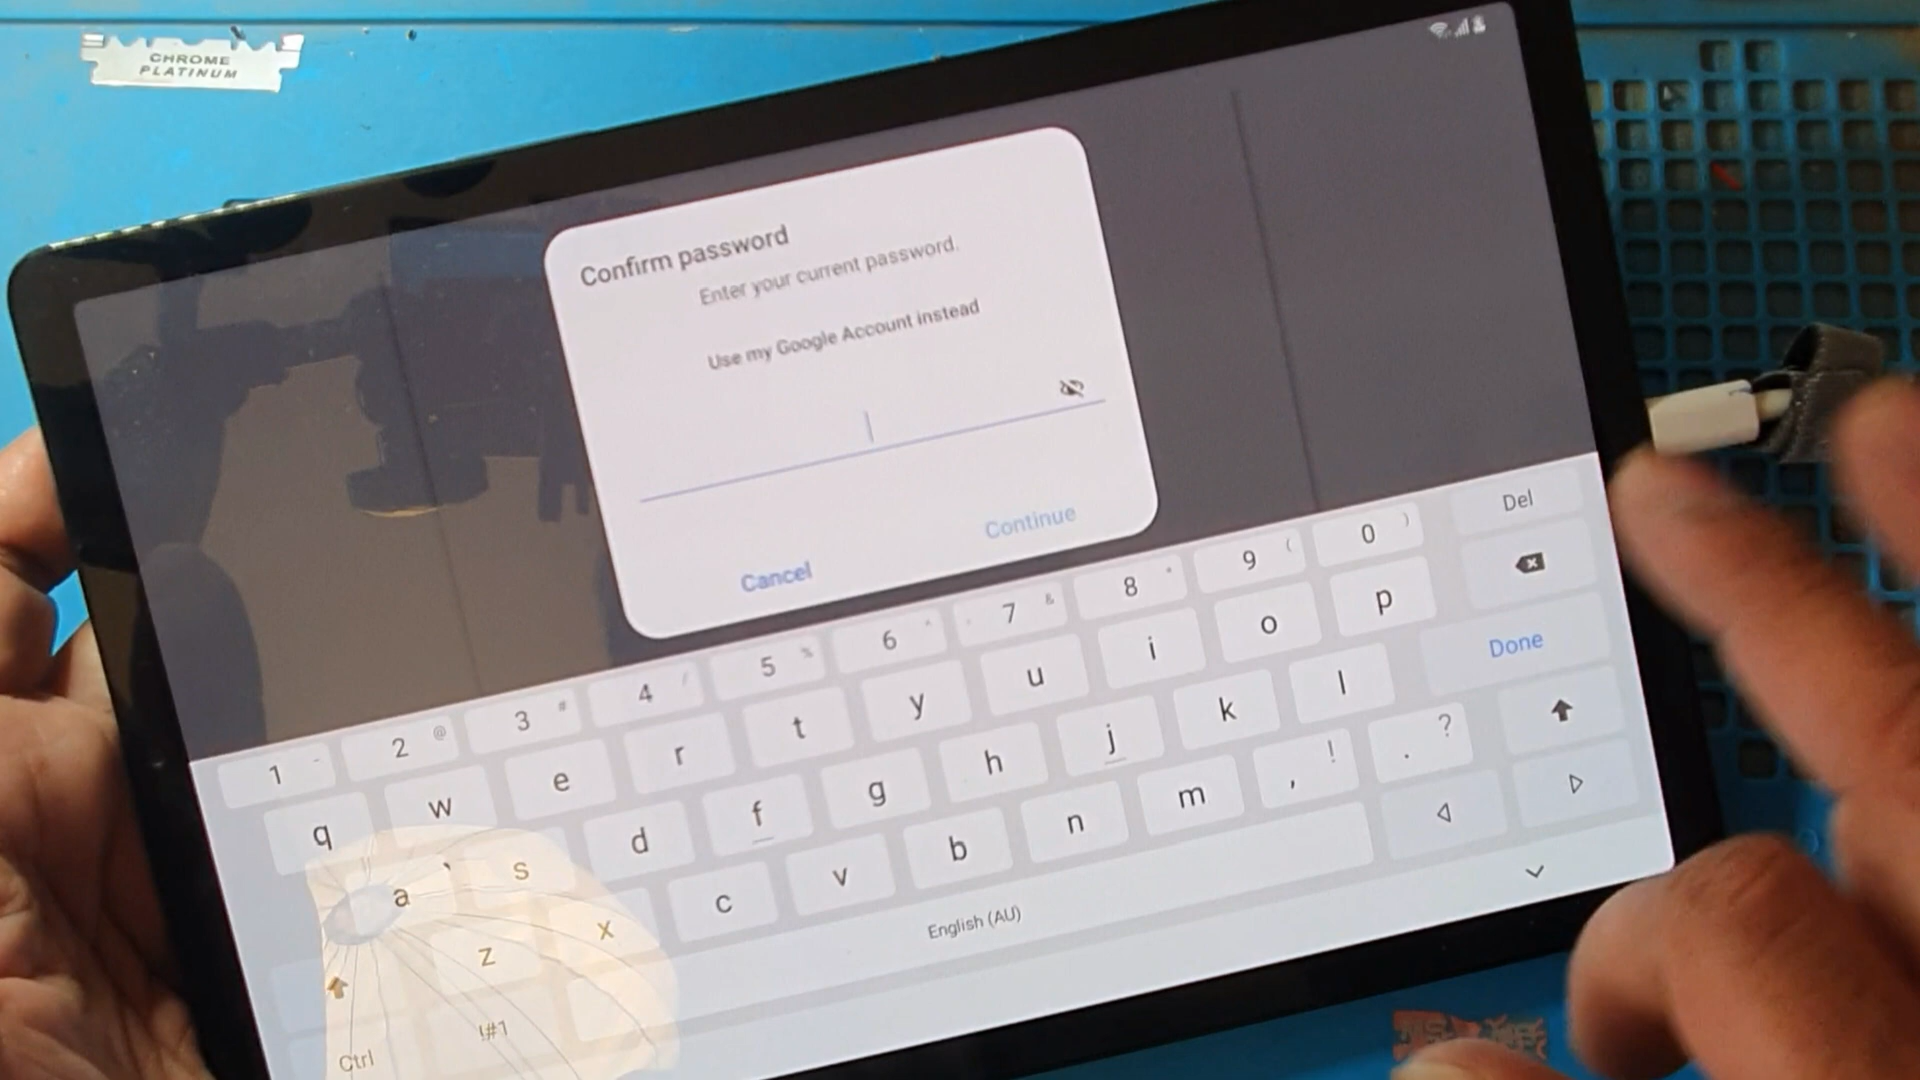 CHROME
PLATINUM
Confirm password
Enter your current password.
Use my Google Account instead
Cancel
Continue
1 2 @ 3 # 4 5 % 6 ^ 7 & 8 * 9 ( 0 ) Del
q w e r t y u i o p
a s d f g h j k l Done
z x c v b n m , ! . ?
Ctrl !#1 English (AU)